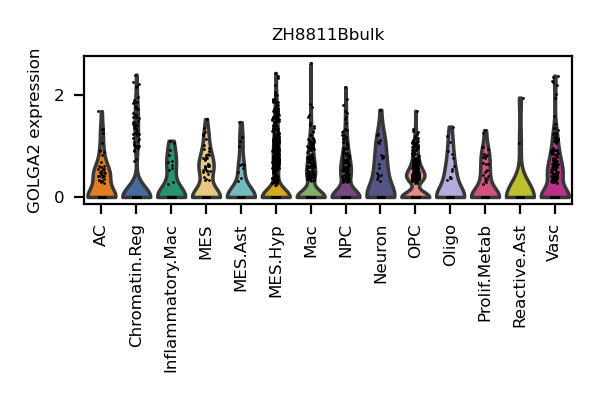 ZH8811Bbulk
GOLGA2 expression
2
0
AC
Chromatin.Reg
Inflammatory.Mac
MES
MES.Ast
MES.Hyp
Mac
NPC
Neuron
OPC
Oligo
Prolif.Metab
Reactive.Ast
Vasc